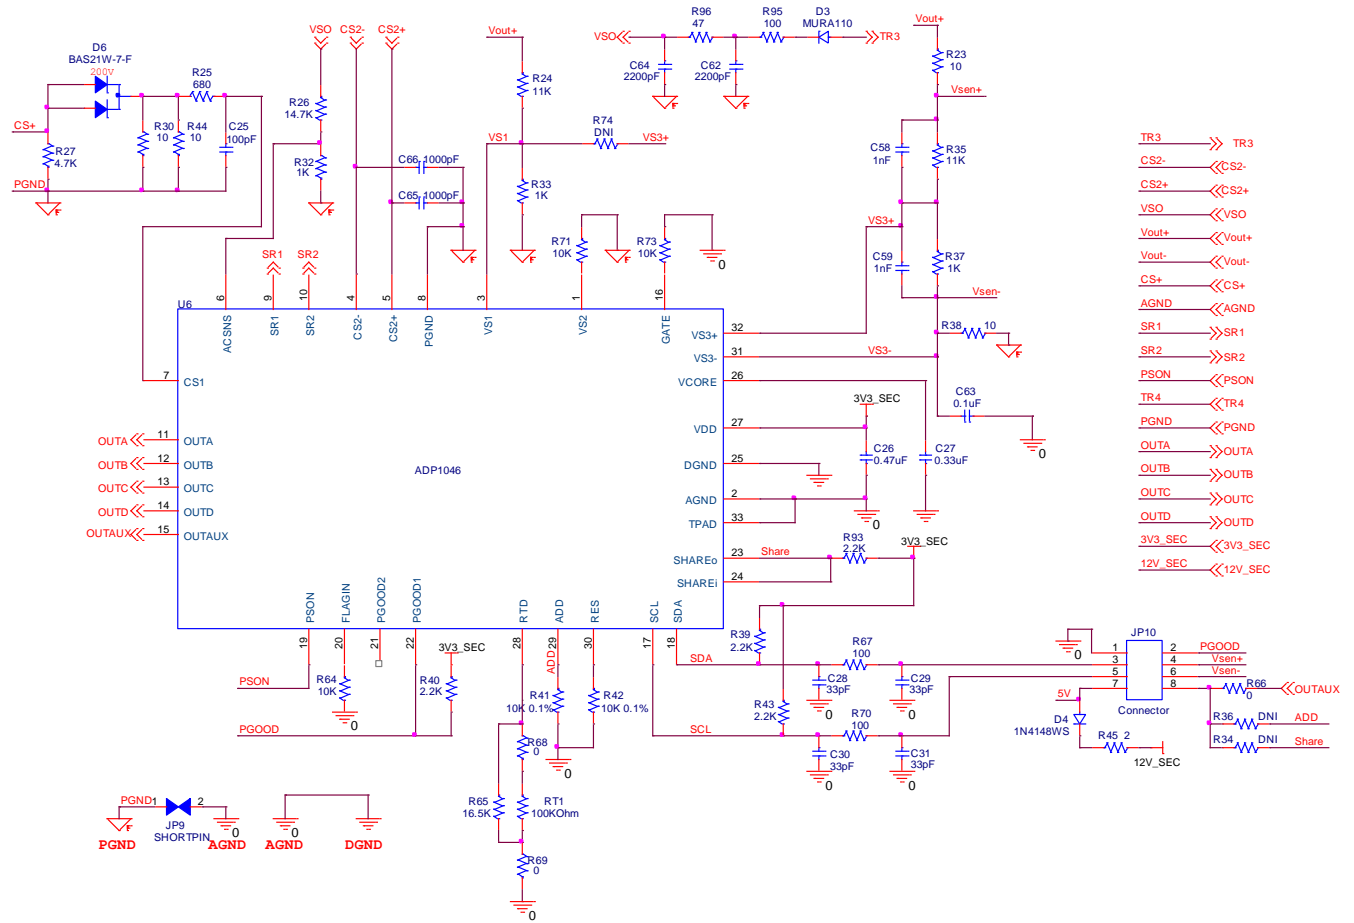 VSO CS2- CS2+
Vout+
R96
47
R95
100
D3
MURA110
Vout+
VSO
TR3
D6
BAS21W-7-F
200V
R25
680
R24
11K
C64
2200pF
C62
2200pF
R23
10
Vsen+
R26
14.7K
CS+
R27
4.7K
R30
10
R44
10
C25
100pF
R74
DNI
VS1
VS3+
C58
1nF
R35
11K
R32
1K
C66 1000pF
C65 1000pF
R33
1K
PGND
VS3+
R71
10K
R73
10K
0
C59
1nF
R37
1K
Vsen-
SR1 SR2
6 9 10 4 5 8 3 1 16
U6
ACSNS
SR1
SR2
CS2-
CS2+
PGND
VS1
VS2
GATE
R38 10
VS3+ 32
VS3- 31
VS3-
7 CS1
VCORE 26
C63
0.1uF
0
3V3_SEC
VDD 27
C26
0.47uF
C27
0.33uF
ADP1046
DGND 25
AGND 2
TPAD 33
0
OUTA 11 OUTA
OUTB 12 OUTB
OUTC 13 OUTC
OUTD 14 OUTD
OUTAUX 15 OUTAUX
SHAREo 23 Share
SHAREi 24
R93
2.2K
3V3_SEC
PSON
FLAGIN
PGOOD2
PGOOD1
RTD
ADD
RES
SCL
SDA
19 20 21 22 28 29 30 17 18
3V3_SEC
ADD
R39
2.2K
SDA
R67
100
C28
33pF
C29
33pF
0
0
PSON
R64
10K
0
R40
2.2K
R41
10K 0.1%
R42
10K 0.1%
PGOOD
R43
2.2K
SCL
R70
100
C30
33pF
C31
33pF
0
0
R68
0
0
R65
16.5K
RT1
100KOhm
R69
0
0
TR3 TR3
CS2- CS2-
CS2+ CS2+
VSO VSO
Vout+ Vout+
Vout- Vout-
CS+ CS+
AGND AGND
SR1 SR1
SR2 SR2
PSON PSON
TR4 TR4
PGND PGND
OUTA OUTA
OUTB OUTB
OUTC OUTC
OUTD OUTD
3V3_SEC 3V3_SEC
12V_SEC 12V_SEC
0
JP10
1 2 PGOOD
3 4 Vsen+
5 6 Vsen-
7 8
Connector
R66
0
OUTAUX
5V
D4
1N4148WS
R45 2
12V_SEC
R36 DNI ADD
R34 DNI Share
PGND 1 2
JP9
SHORTPIN
0
0
PGND AGND AGND DGND